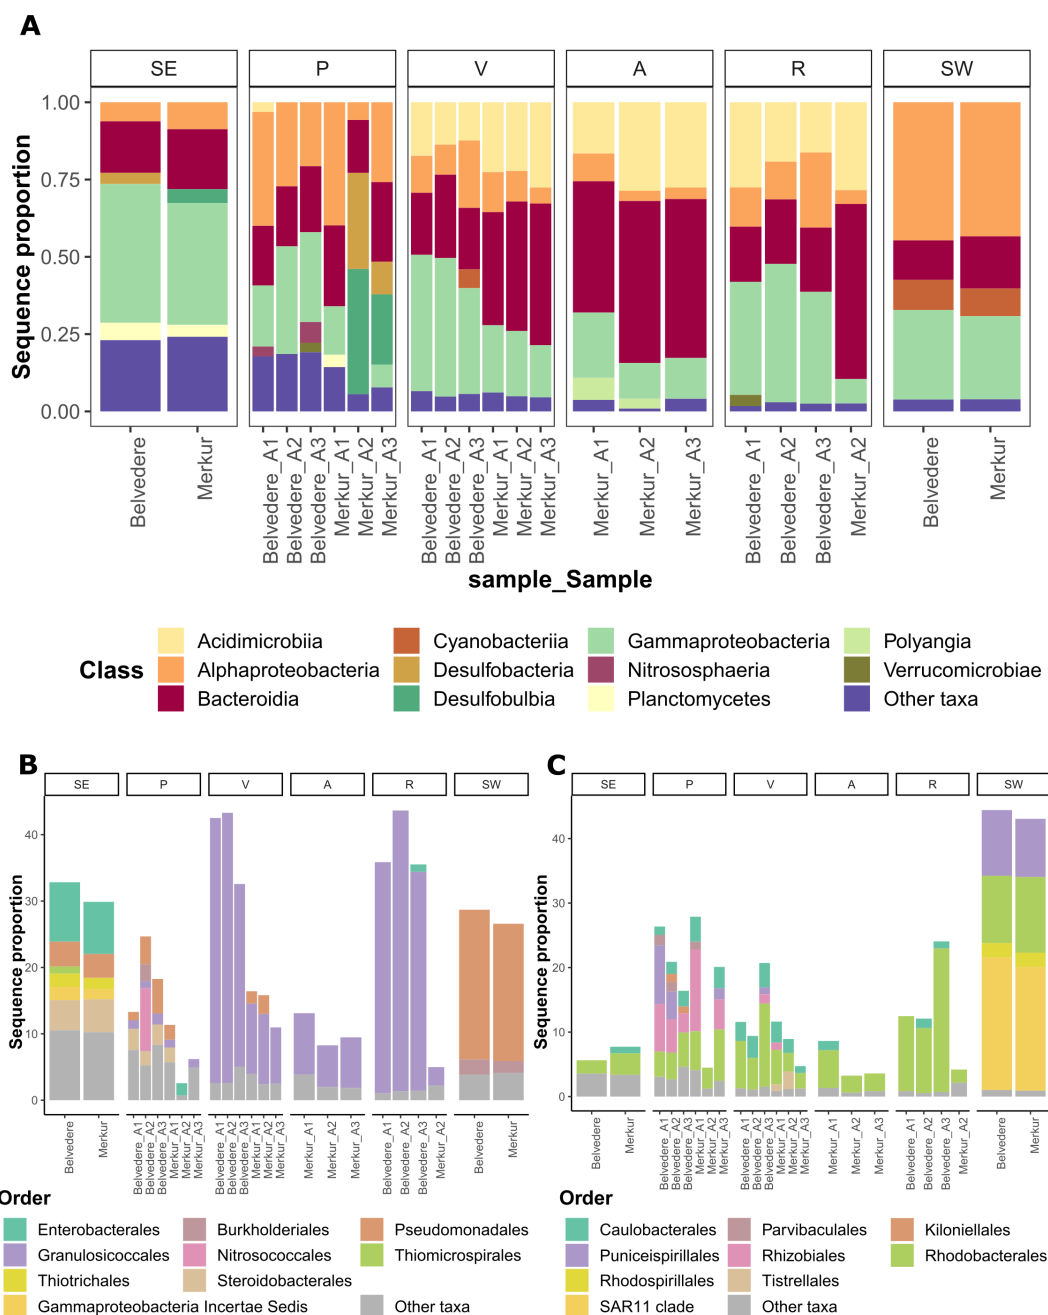 A
SE P V A R SW
Sequence proportion
1.00
0.75
0.50
0.25
0.00
Belvedere Merkur Belvedere_A1 Belvedere_A2 Belvedere_A3 Merkur_A1 Merkur_A2 Merkur_A3 Belvedere_A1 Belvedere_A2 Belvedere_A3 Merkur_A1 Merkur_A2 Merkur_A3 Merkur_A1 Merkur_A2 Merkur_A3 Belvedere_A1 Belvedere_A2 Belvedere_A3 Merkur_A2 Belvedere Merkur
sample_Sample
Class
Acidimicrobiia Cyanobacteriia Gammaproteobacteria Polyangia
Alphaproteobacteria Desulfobacteria Nitrososphaeria Verrucomicrobiae
Bacteroidia Desulfobulbia Planctomycetes Other taxa
B
SE P V A R SW
Sequence proportion
40
30
20
10
0
Belvedere Merkur Belvedere_A1 Belvedere_A2 Belvedere_A3 Merkur_A1 Merkur_A2 Merkur_A3 Belvedere_A1 Belvedere_A2 Belvedere_A3 Merkur_A1 Merkur_A2 Merkur_A3 Merkur_A1 Merkur_A2 Merkur_A3 Belvedere_A1 Belvedere_A2 Belvedere_A3 Merkur_A2 Belvedere Merkur
Order
Enterobacterales Burkholderiales Pseudomonadales
Granulosicoccales Nitrosococcales Thiomicrospirales
Thiotrichales Steroidobacterales
Gammaproteobacteria Incertae Sedis Other taxa
C
SE P V A R SW
Sequence proportion
40
30
20
10
0
Belvedere Merkur Belvedere_A1 Belvedere_A2 Belvedere_A3 Merkur_A1 Merkur_A2 Merkur_A3 Belvedere_A1 Belvedere_A2 Belvedere_A3 Merkur_A1 Merkur_A2 Merkur_A3 Merkur_A1 Merkur_A2 Merkur_A3 Belvedere_A1 Belvedere_A2 Belvedere_A3 Merkur_A2 Belvedere Merkur
Order
Caulobacterales Parvibaculales Kiloniellales
Puniceispirillales Rhizobiales Rhodobacterales
Rhodospirillales Tistrellales
SAR11 clade Other taxa